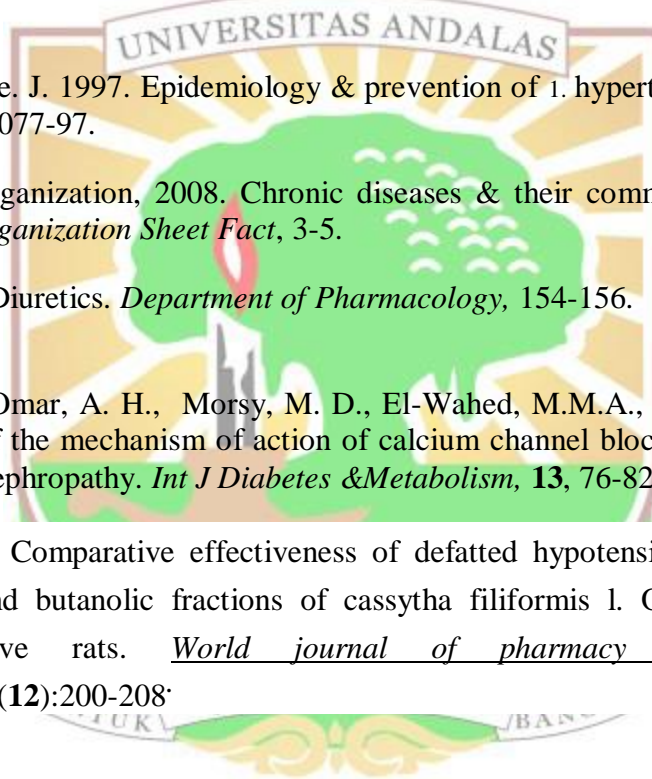 UNIVERSITAS ANDALAS
e. J. 1997. Epidemiology & prevention of 1. hypert
077-97.
ganization, 2008. Chronic diseases & their comm
ganization Sheet Fact, 3-5.
Diuretics. Department of Pharmacology, 154-156.
Omar, A. H., Morsy, M. D., El-Wahed, M.M.A.,
f the mechanism of action of calcium channel bloc
ephropathy. Int J Diabetes &Metabolism, 13, 76-82
Comparative effectiveness of defatted hypotensi
nd butanolic fractions of cassytha filiformis l.
ve rats. World journal of pharmacy
(12):200-208.
UK BAN